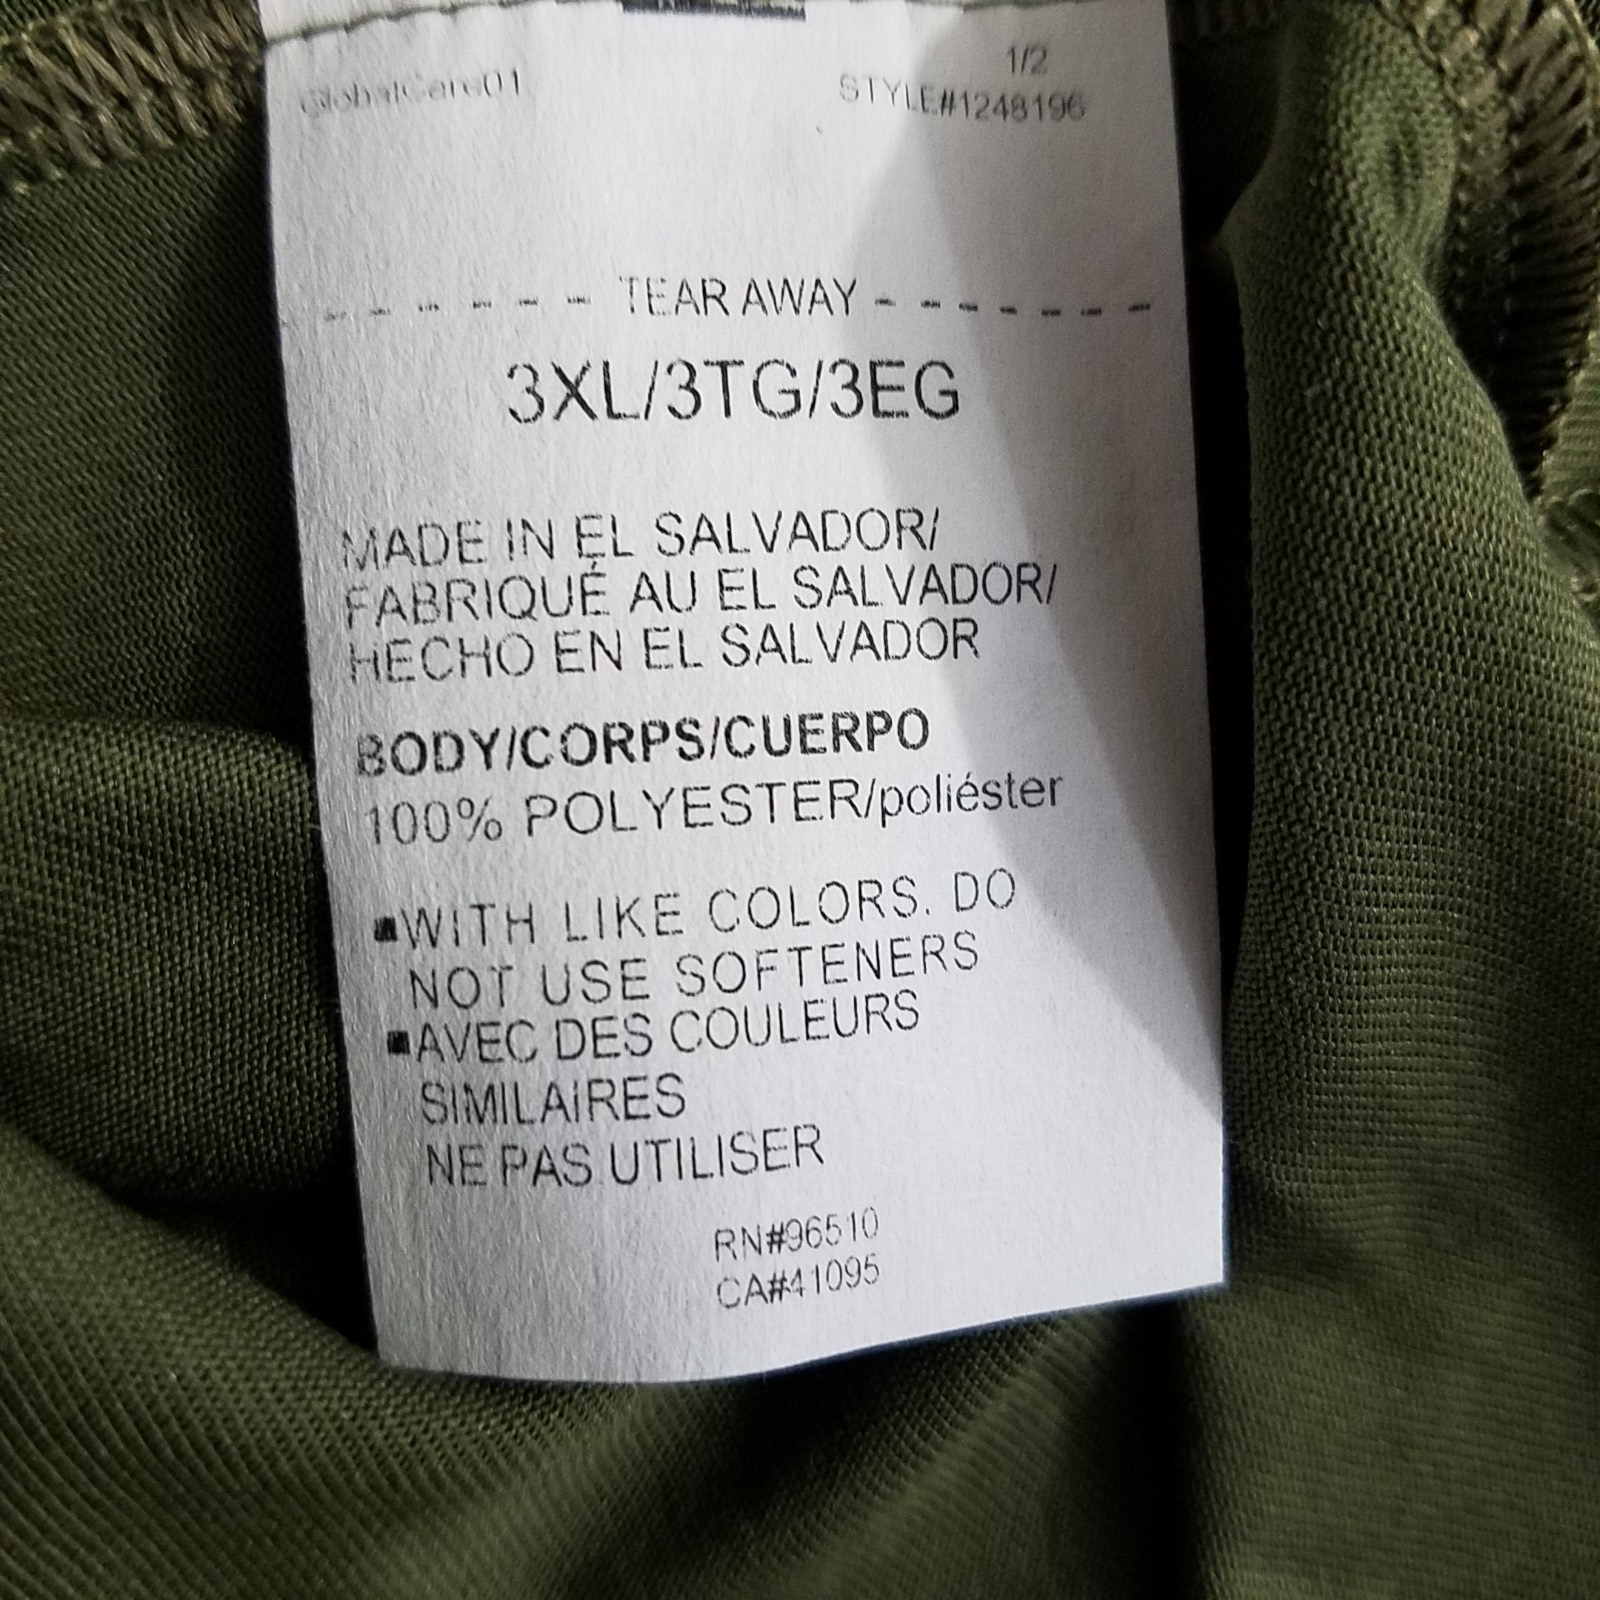 GlobalCare01
1/2
STYLE#1248196
- - - - - - TEAR AWAY - - - - - - -
3XL/3TG/3EG
MADE IN EL SALVADOR/
FABRIQUÉ AU EL SALVADOR/
HECHO EN EL SALVADOR
BODY/CORPS/CUERPO
100% POLYESTER/poliéster
▪WITH LIKE COLORS. DO
NOT USE SOFTENERS
▪AVEC DES COULEURS
SIMILAIRES
NE PAS UTILISER
RN#96510
CA#41095